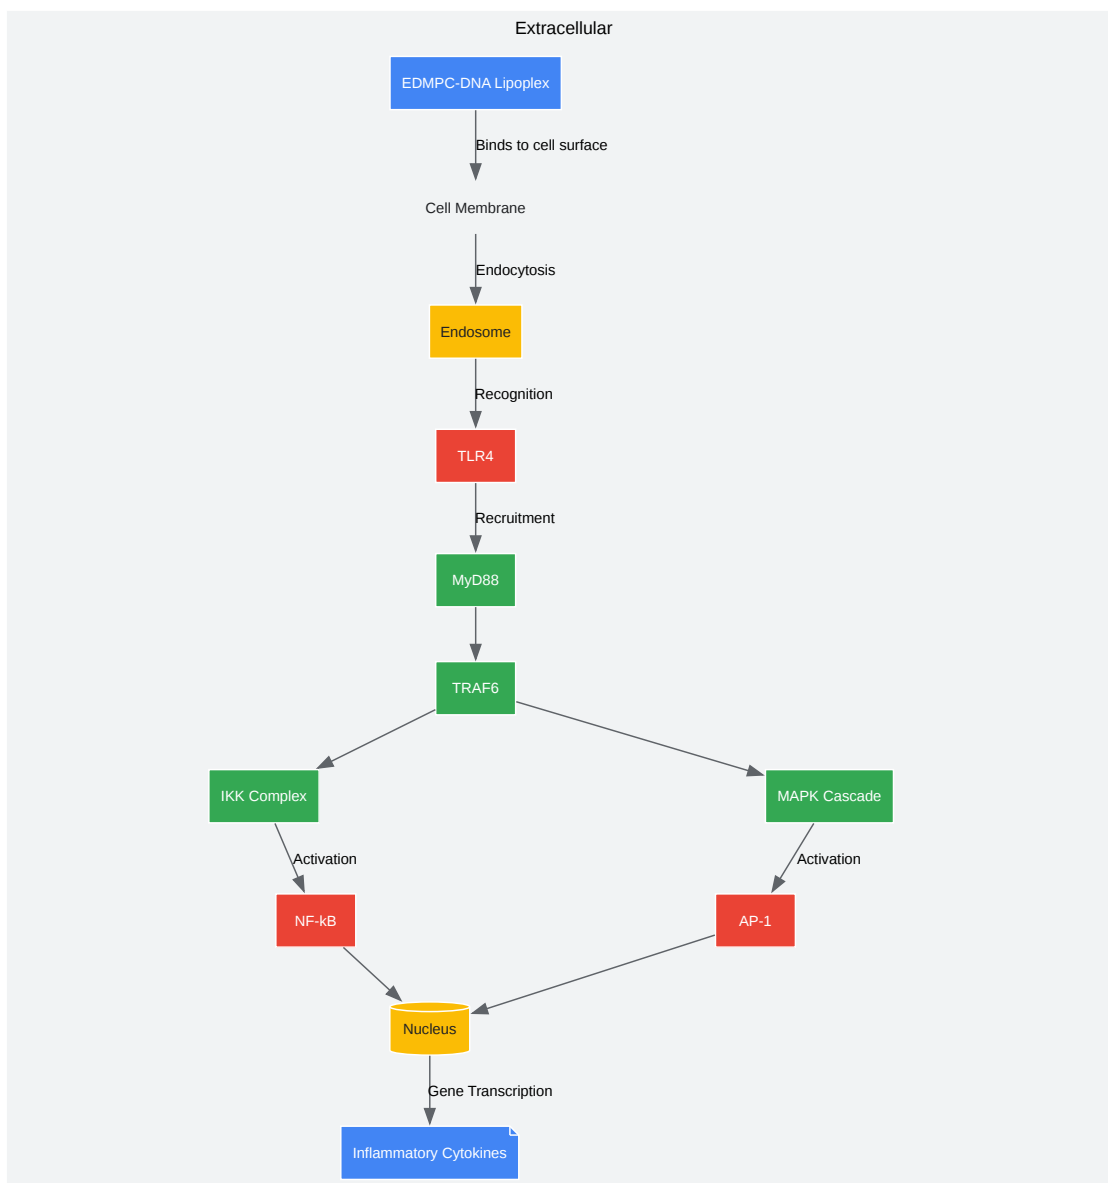 Extracellular
EDMPC-DNA Lipoplex
Binds to cell surface
Cell Membrane
Endocytosis
Endosome
Recognition
TLR4
Recruitment
MyD88
TRAF6
IKK Complex
MAPK Cascade
Activation
Activation
NF-kB
AP-1
Nucleus
Gene Transcription
Inflammatory Cytokines